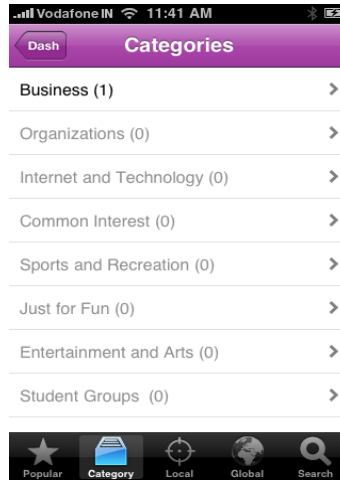 Vodafone IN 11:41 AM
Dash Categories
Business (1)
Organizations (0)
Internet and Technology (0)
Common Interest (0)
Sports and Recreation (0)
Just for Fun (0)
Entertainment and Arts (0)
Student Groups (0)
Popular Category Local Global Search